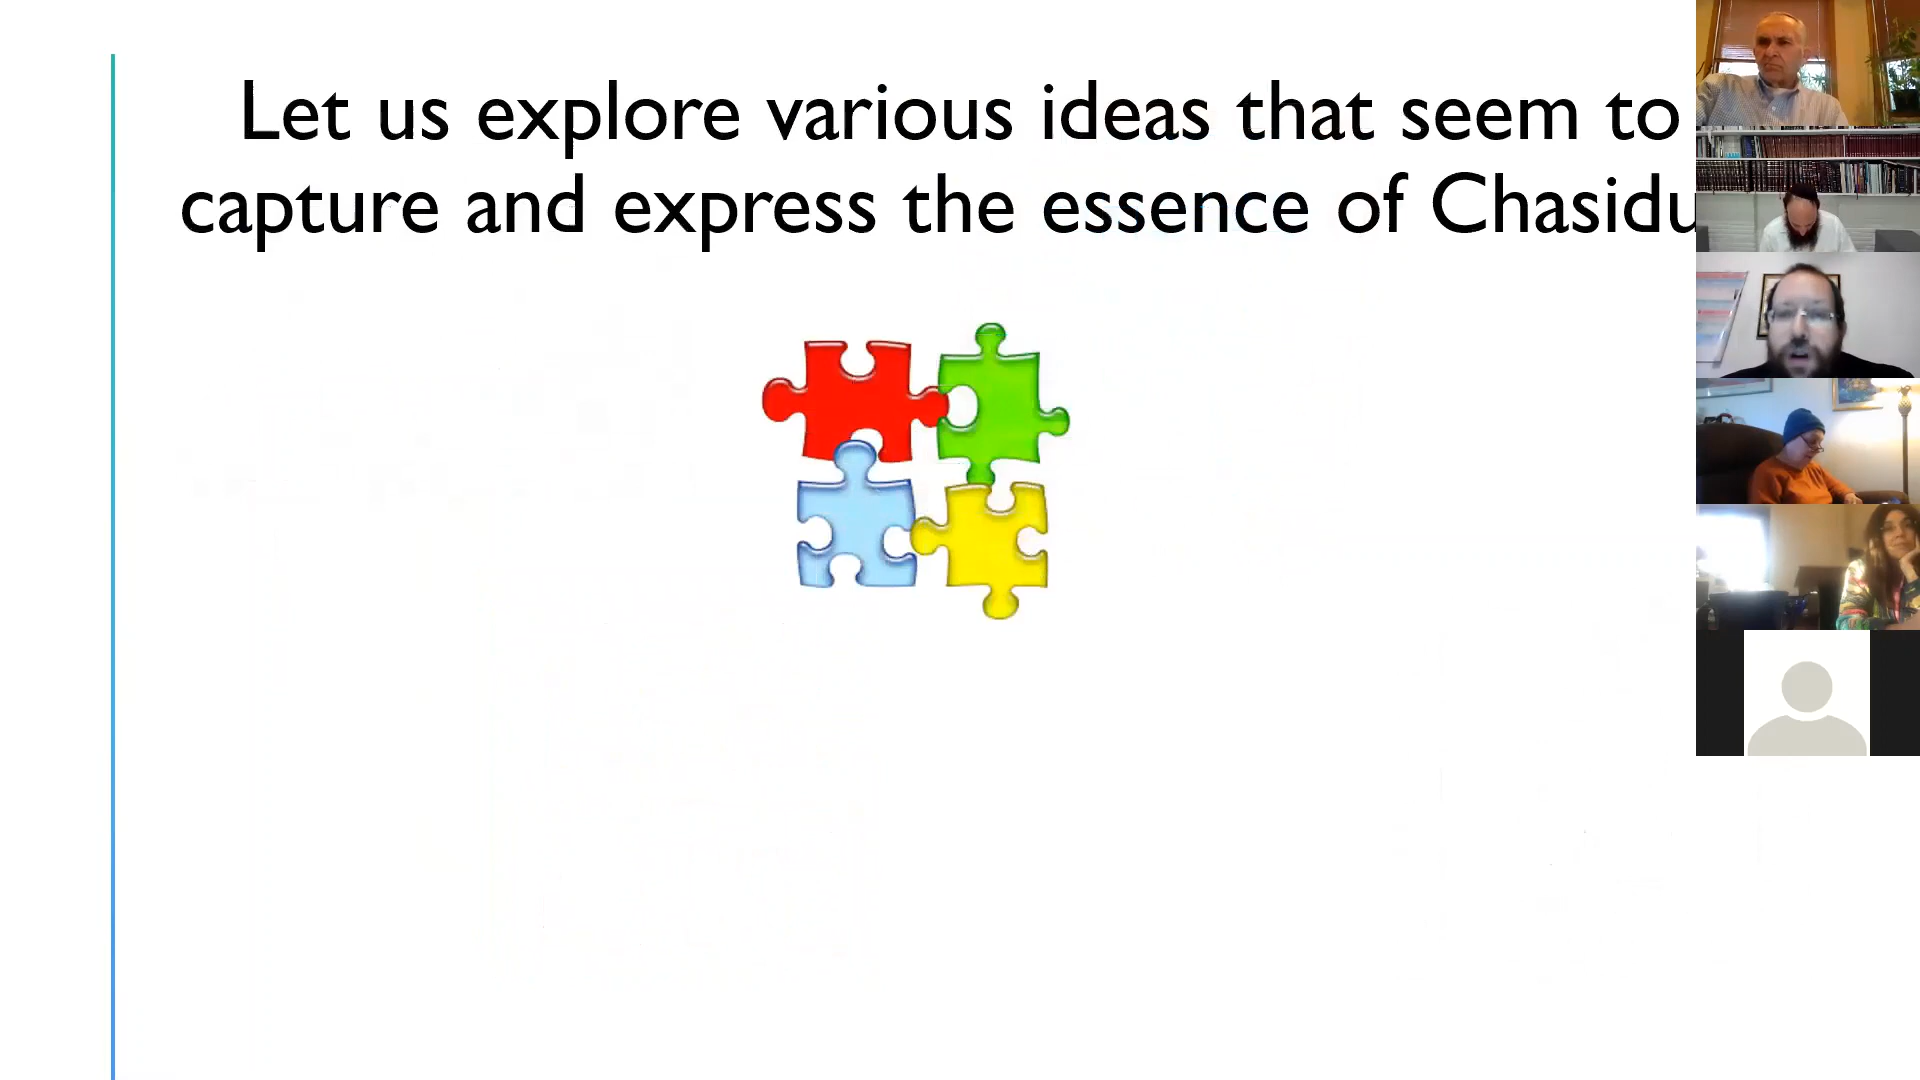 Let us explore various ideas that seem to
capture and express the essence of Chasidu